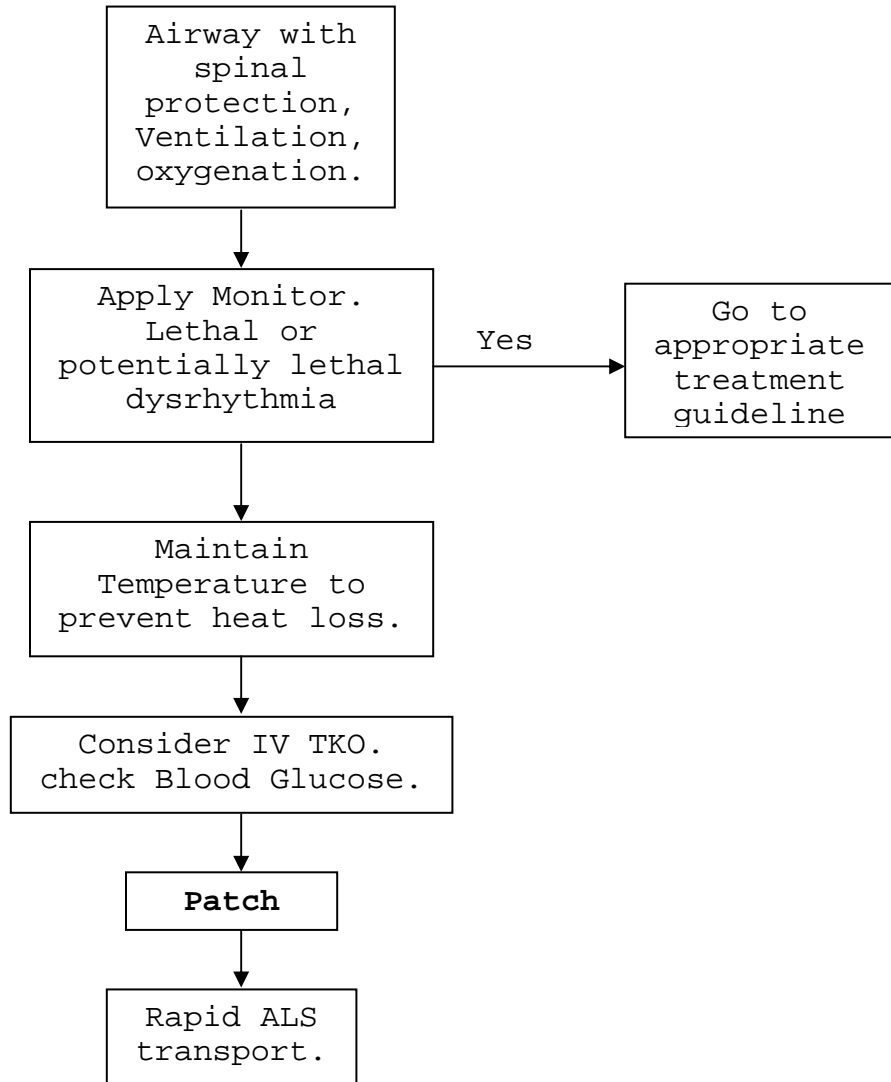 Airway with
spinal
protection,
Ventilation,
oxygenation.
Apply Monitor.
Lethal or
potentially lethal
dysrhythmia
Yes
Go to
appropriate
treatment
guideline
Maintain
Temperature to
prevent heat loss.
Consider IV TKO.
check Blood Glucose.
Patch
Rapid ALS
transport.